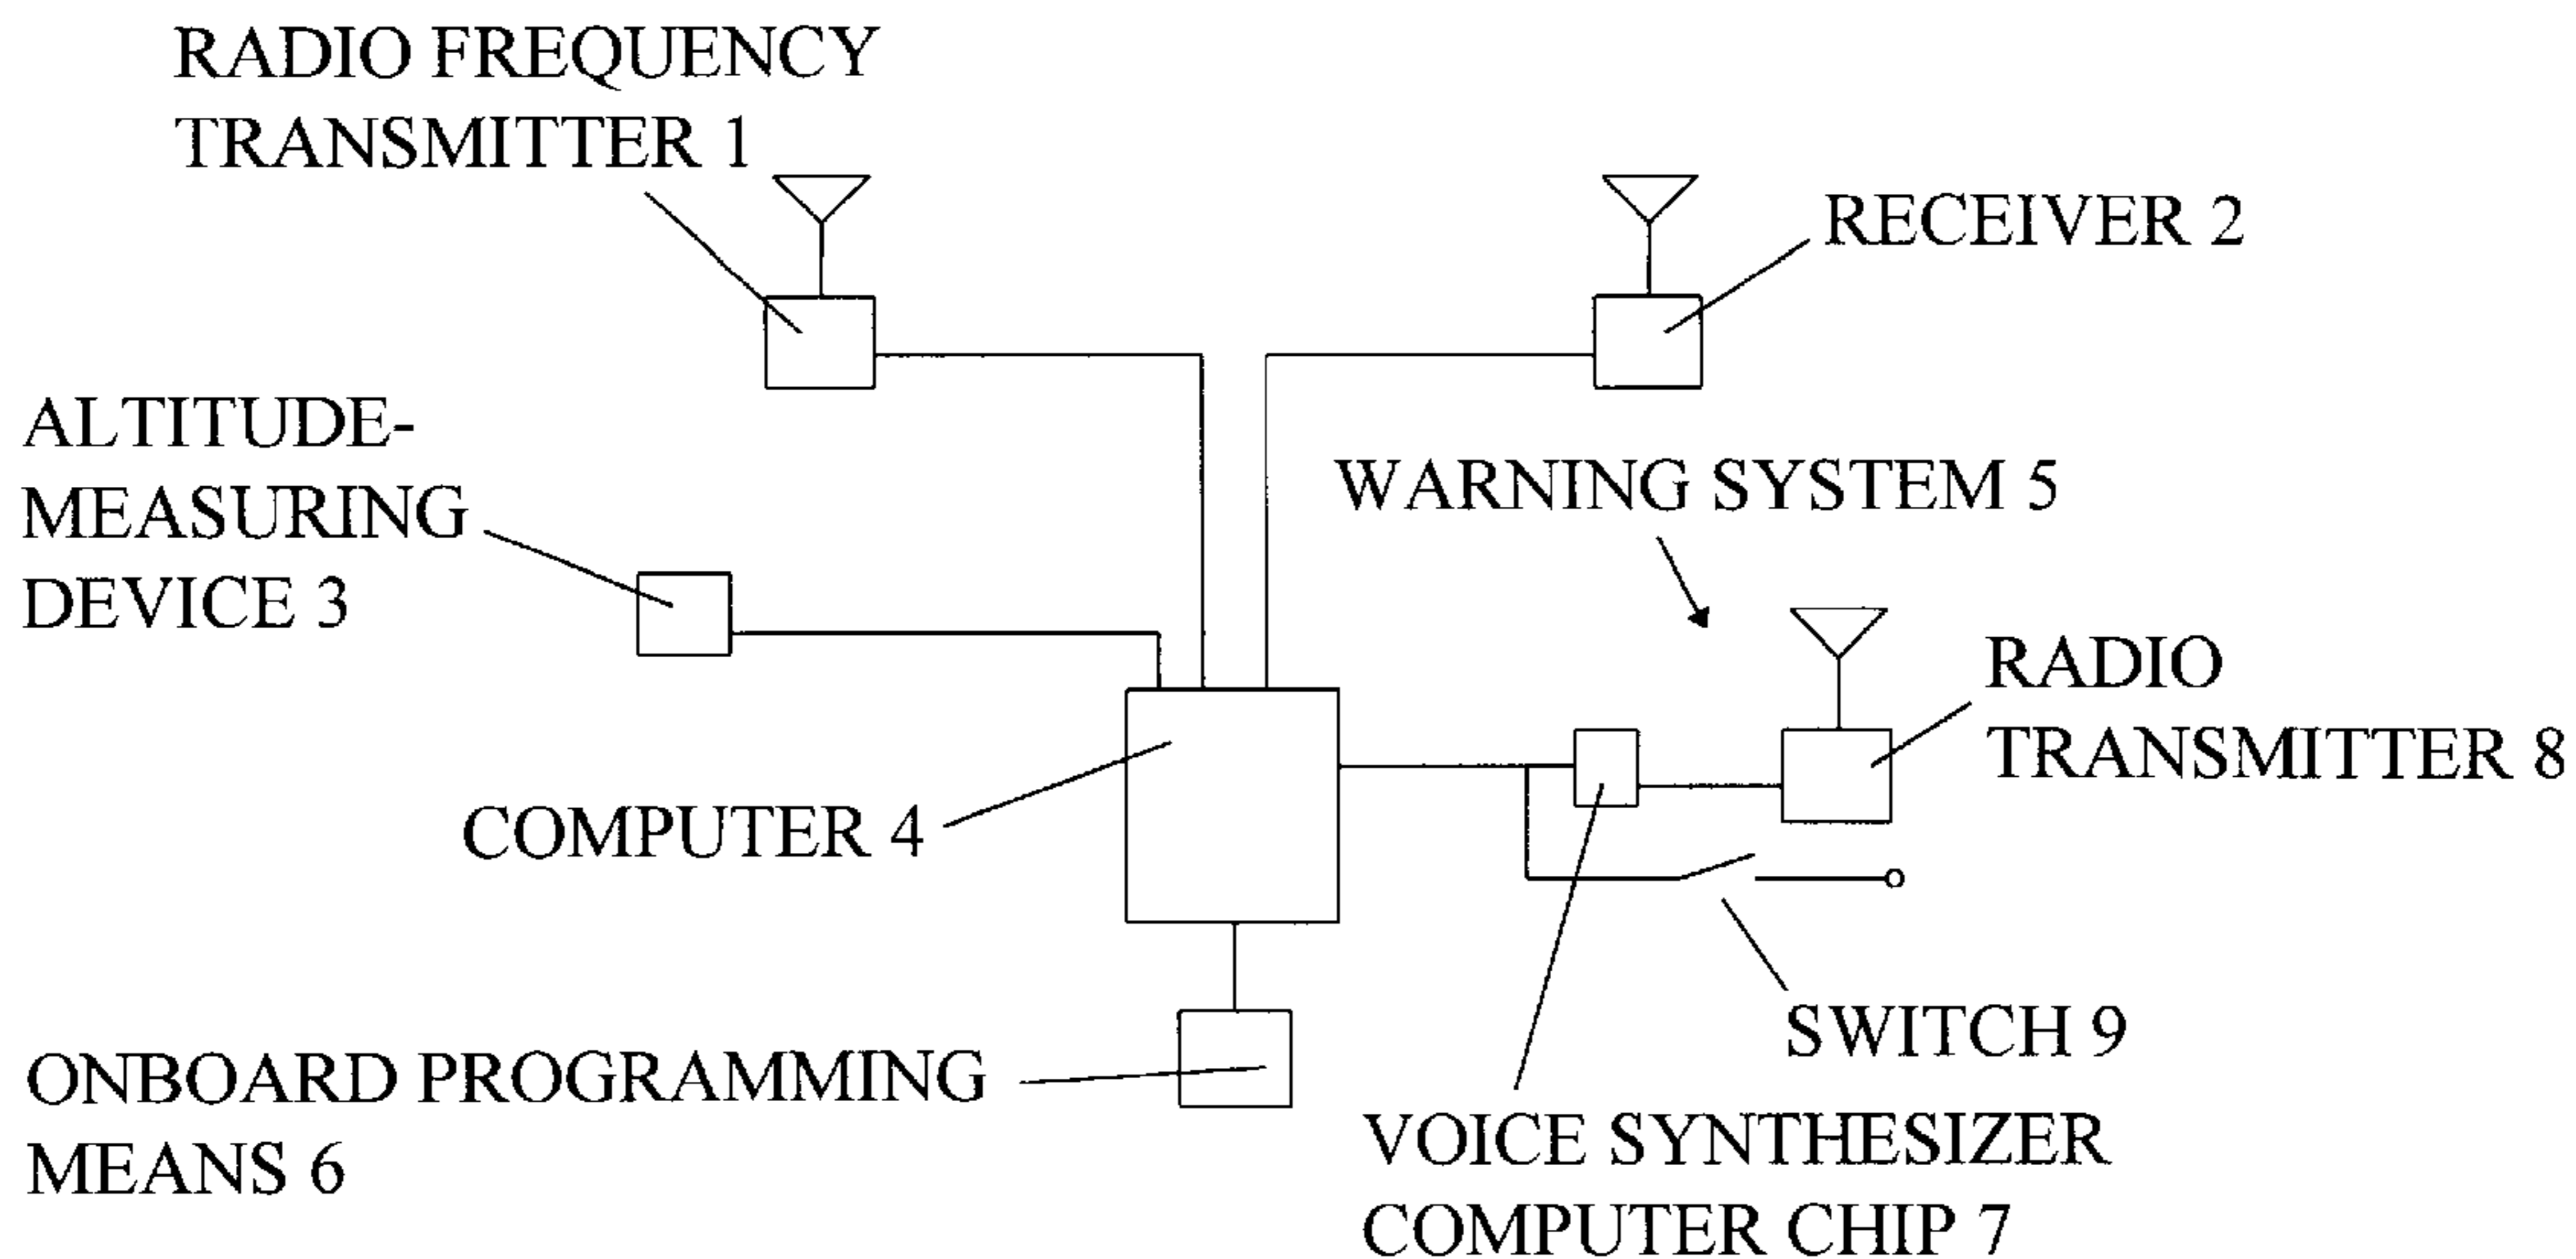 RADIO FREQUENCY
TRANSMITTER 1
RECEIVER 2
ALTITUDE-
MEASURING
DEVICE 3
WARNING SYSTEM 5
RADIO
TRANSMITTER 8
COMPUTER 4
SWITCH 9
ONBOARD PROGRAMMING
MEANS 6
VOICE SYNTHESIZER
COMPUTER CHIP 7